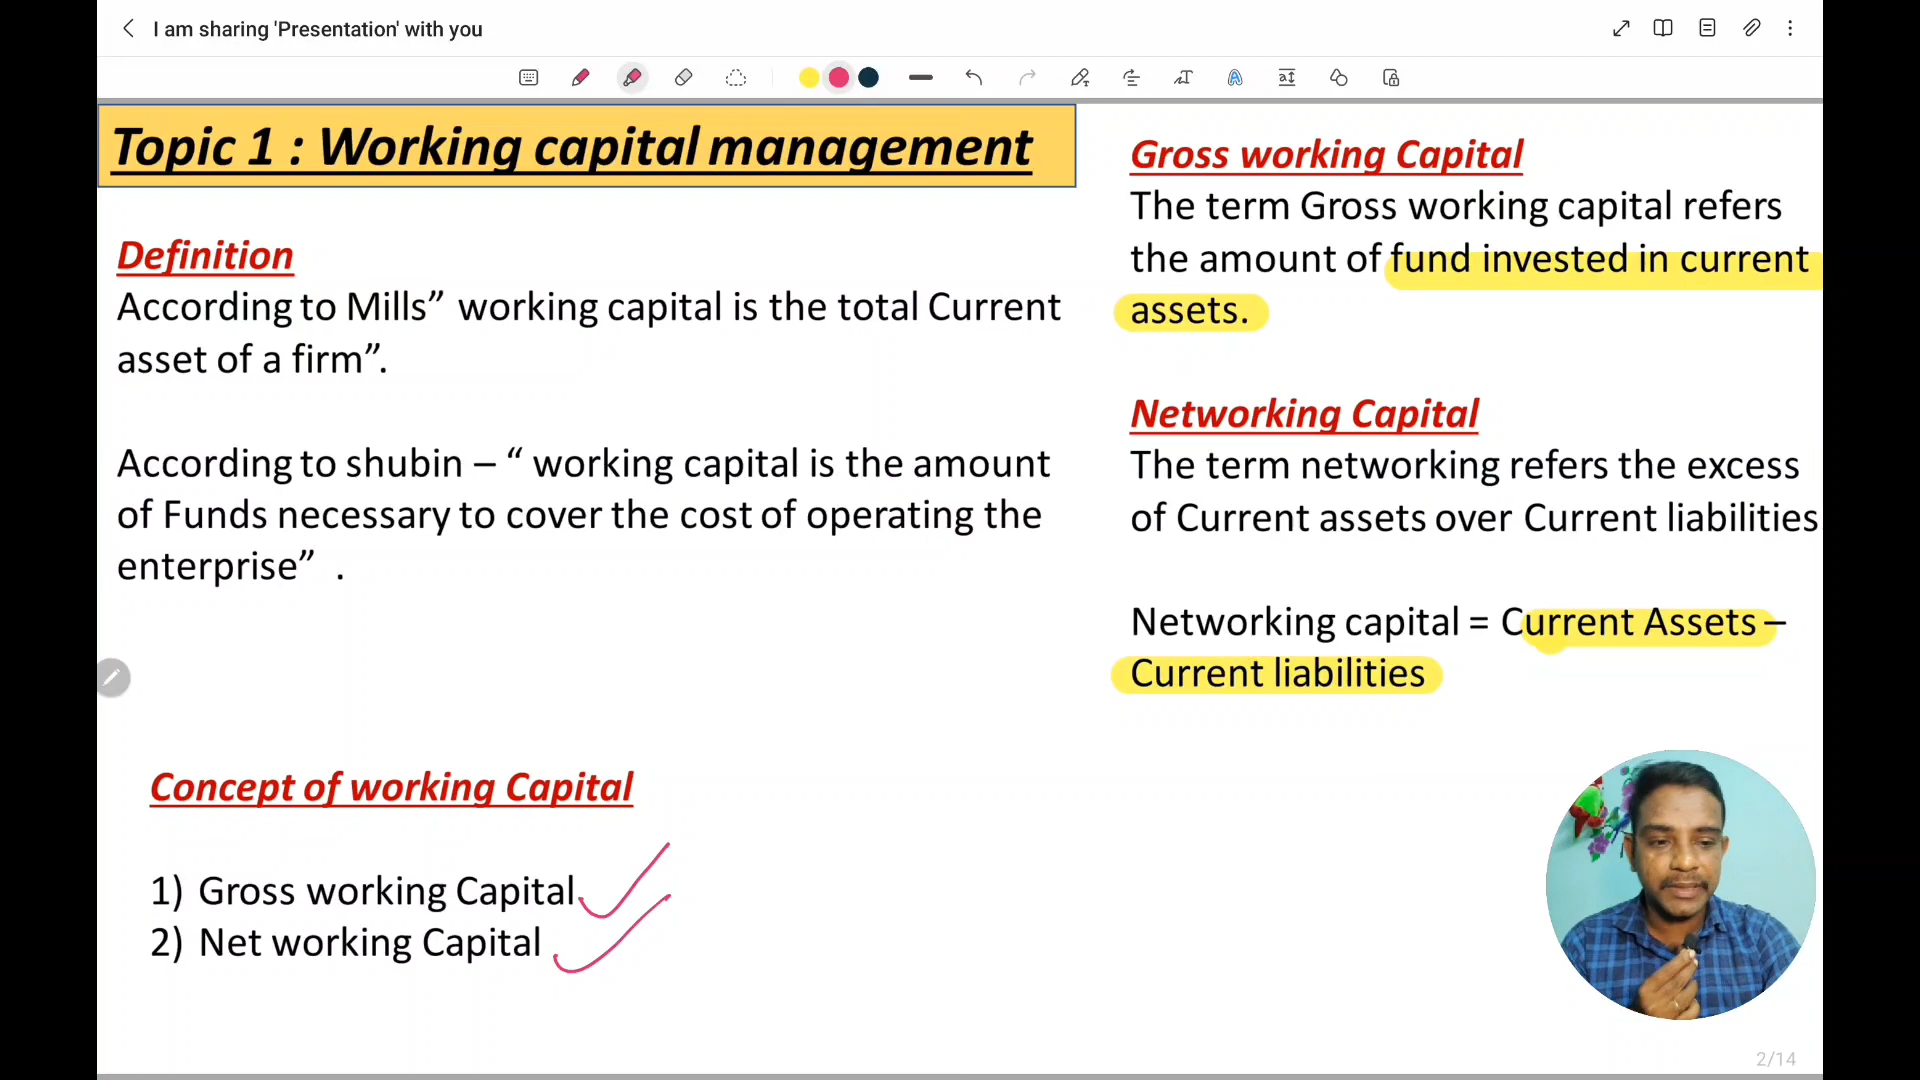 I am sharing 'Presentation' with you
Topic 1 : Working capital management
Definition
According to Mills” working capital is the total Current
asset of a firm”.
According to shubin – “ working capital is the amount
of Funds necessary to cover the cost of operating the
enterprise” .
Concept of working Capital
1) Gross working Capital
2) Net working Capital
Gross working Capital
The term Gross working capital refers
the amount of fund invested in current
assets.
Networking Capital
The term networking refers the excess
of Current assets over Current liabilities
Networking capital = Current Assets –
Current liabilities
2/14